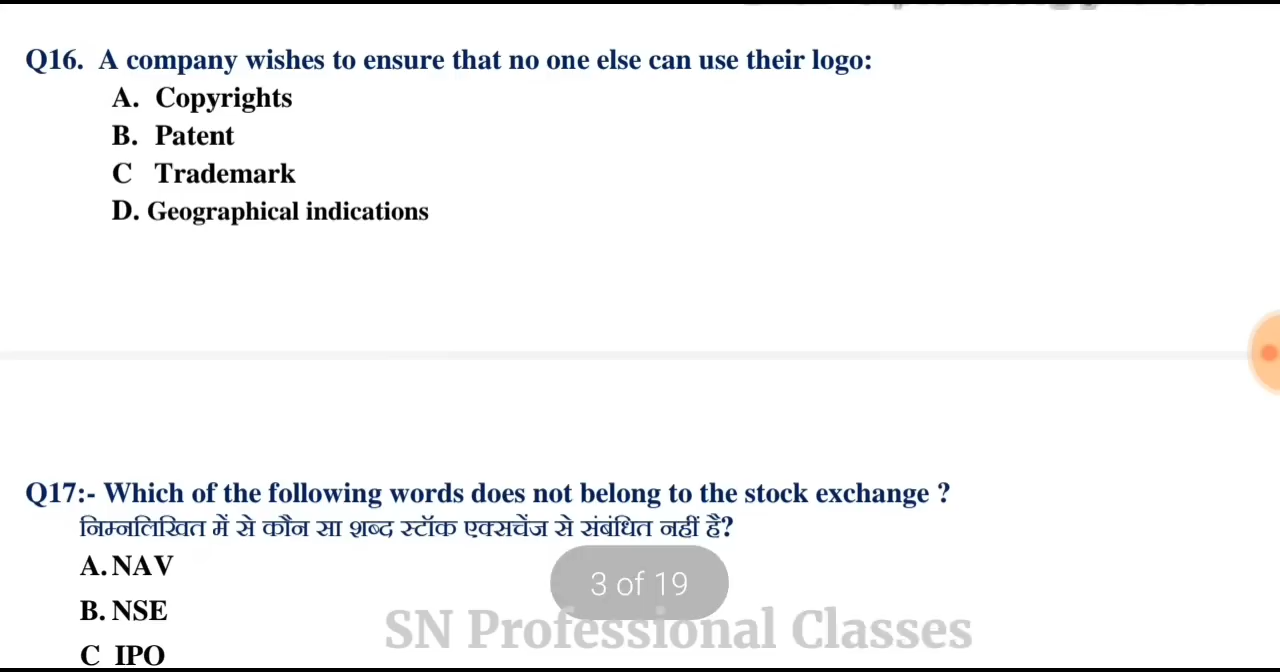 Q16. A company wishes to ensure that no one else can use their logo:
A. Copyrights
B. Patent
C Trademark
D. Geographical indications
Q17:- Which of the following words does not belong to the stock exchange ?
निम्नलिखित में से कौन सा शब्द स्टॉक एक्सचेंज से संबंधित नहीं है?
A. NAV
B. NSE
C IPO
3 of 19
SN Professional Classes